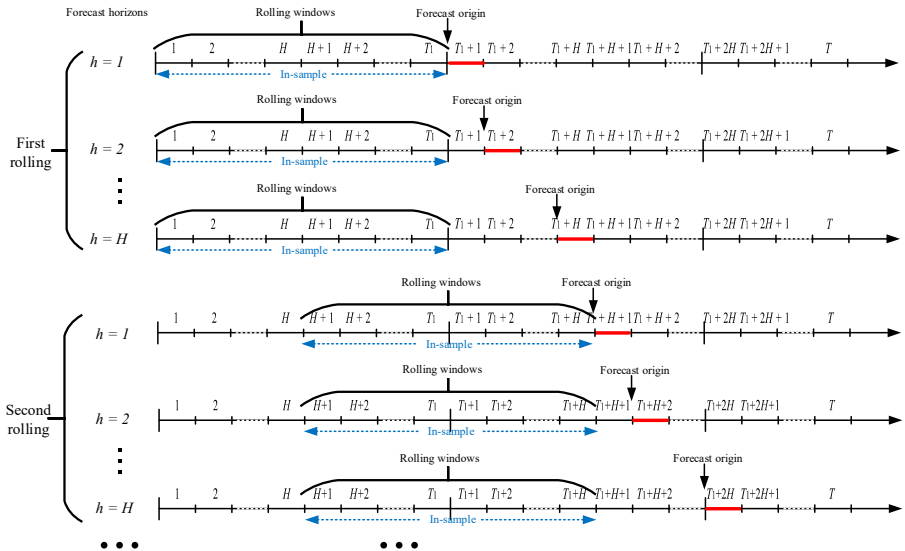 Forecast horizons
Rolling windows
Forecast origin
1 2 H H + 1 H + 2 T1 T1 + 1 T1 + 2 T1 + H T1 + H + 1 T1 + H + 2 T1 + 2H T1 + 2H + 1 T
h = 1
In-sample
Rolling windows
Forecast origin
1 2 H H + 1 H + 2 T1 T1 + 1 T1 + 2 T1 + H T1 + H + 1 T1 + H + 2 T1 + 2H T1 + 2H + 1 T
First
rolling
h = 2
In-sample
Rolling windows
Forecast origin
1 2 H H + 1 H + 2 T1 T1 + 1 T1 + 2 T1 + H T1 + H + 1 T1 + H + 2 T1 + 2H T1 + 2H + 1 T
h = H
In-sample
Rolling windows
Forecast origin
1 2 H H + 1 H + 2 T1 T1 + 1 T1 + 2 T1 + H T1 + H + 1 T1 + H + 2 T1 + 2H T1 + 2H + 1 T
h = 1
In-sample
Rolling windows
Forecast origin
1 2 H H+1 H+2 T1 T1+1 T1+2 T1+H T1+H+1 T1+H+2 T1+2H T1+2H+1 T
Second
rolling
h = 2
In-sample
Rolling windows
Forecast origin
1 2 H H+1 H+2 T1 T1+1 T1+2 T1+H T1+H+1 T1+H+2 T1+2H T1+2H+1 T
h = H
In-sample